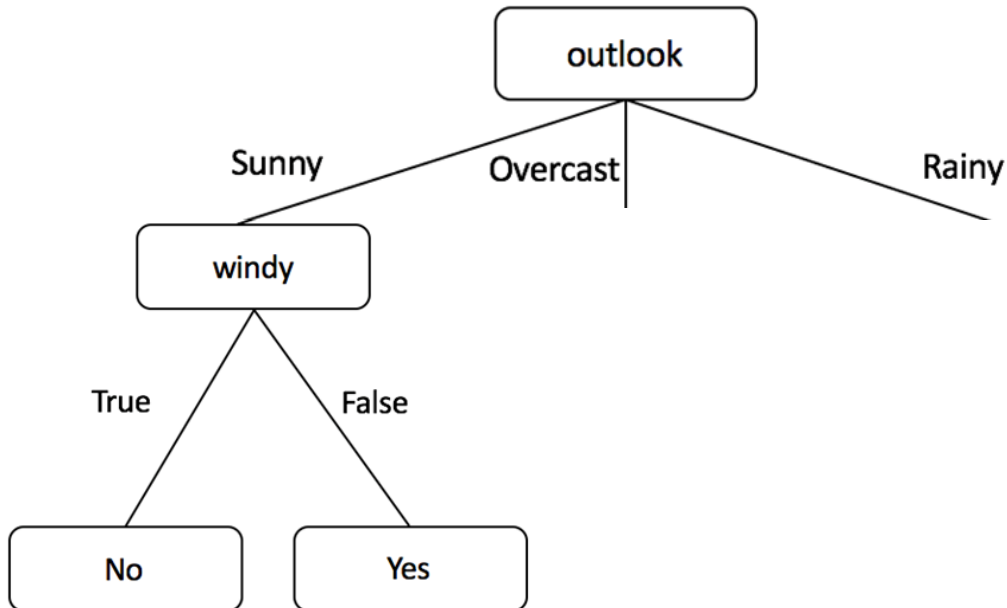 outlook
Sunny
Overcast
Rainy
windy
True
False
No
Yes